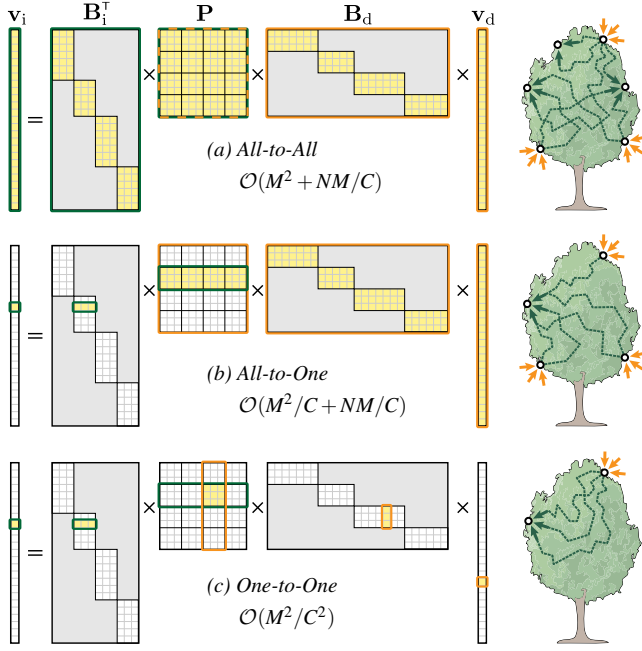 v_i B_i^⊤ P B_d v_d
= × × ×
(a) All-to-All
𝒪(M² + NM/C)
= × × ×
(b) All-to-One
𝒪(M²/C + NM/C)
= × × ×
(c) One-to-One
𝒪(M²/C²)